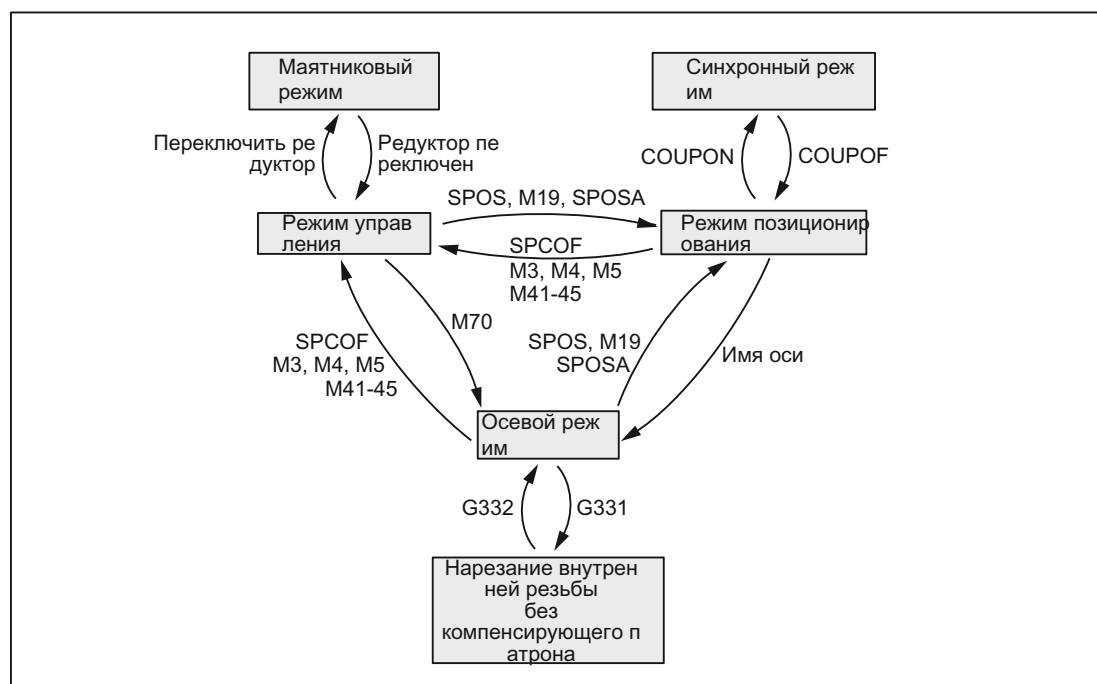 Маятниковый
режим
Синхронный реж
им
Переключить ре
дуктор
Редуктор пе
реключен
COUPON
COUPOF
SPOS, M19, SPOSA
Режим управ
ления
Режим позиционир
ования
SPCOF
M3, M4, M5
M41-45
M70
SPCOF
M3, M4, M5
M41-45
SPOS, M19
SPOSA
Имя оси
Осевой реж
им
G332
G331
Нарезание внутрен
ней резьбы
без
компенсирующего п
атрона